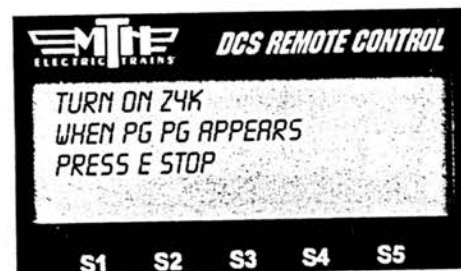 MTH
ELECTRIC TRAINS
DCS REMOTE CONTROL
TURN ON Z4K
WHEN PG PG APPEARS
PRESS E STOP
S1 S2 S3 S4 S5